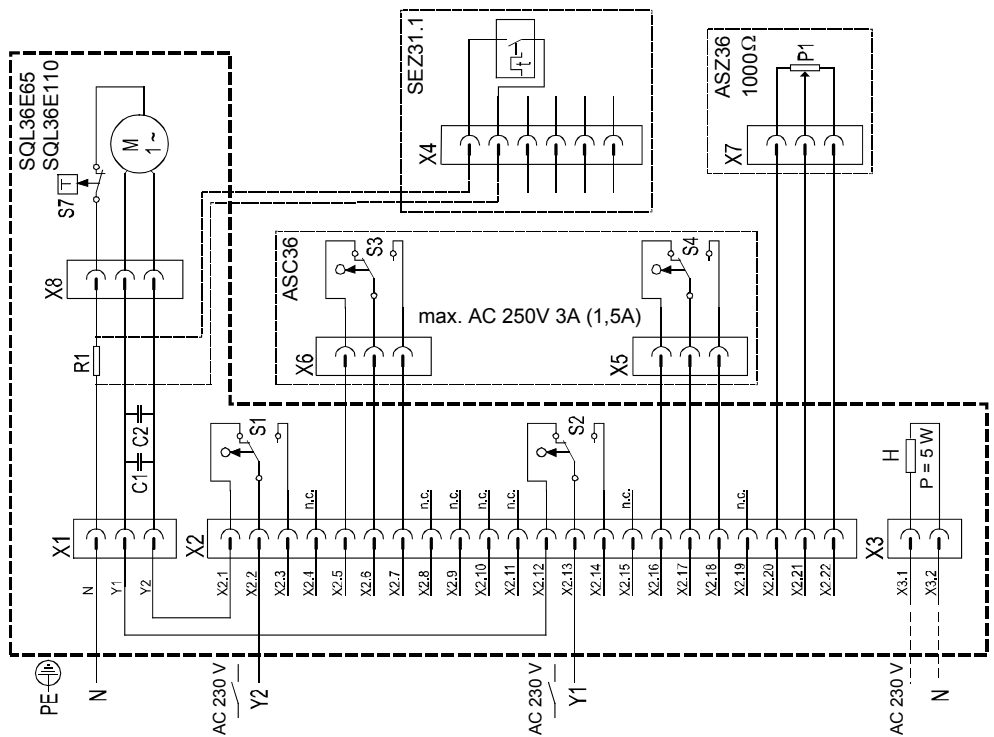 SQL36E65
SQL36E110
M
1 ~
T
S7
X8
R1
C1
C2
SEZ31.1
t
X4
ASZ36
1000Ω
P1
X7
ASC36
S3
S4
max. AC 250V 3A (1,5A)
X6
X5
S1
S2
H
P = 5 W
n.c.
n.c.
n.c.
n.c.
n.c.
n.c.
n.c.
X1
X2
X3
N
Y1
Y2
X2.1
X2.2
X2.3
X2.4
X2.5
X2.6
X2.7
X2.8
X2.9
X2.10
X2.11
X2.12
X2.13
X2.14
X2.15
X2.16
X2.17
X2.18
X2.19
X2.20
X2.21
X2.22
X3.1
X3.2
PE
N
AC 230 V
Y2
AC 230 V
Y1
AC 230 V
N